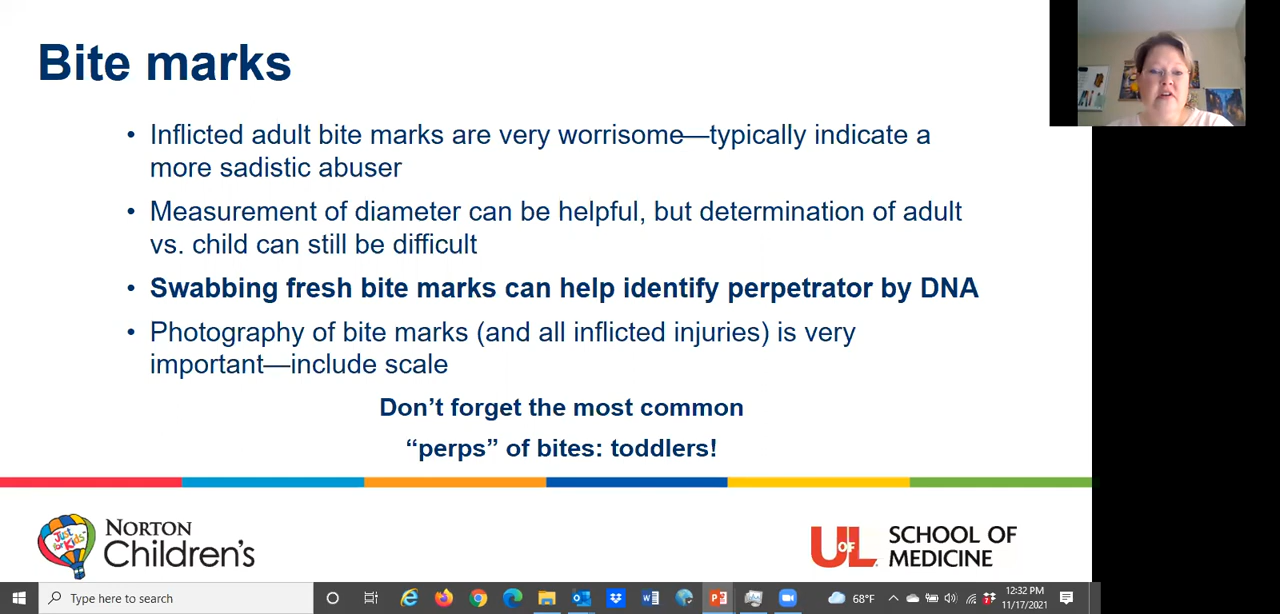 Bite marks
• Inflicted adult bite marks are very worrisome—typically indicate a
more sadistic abuser
• Measurement of diameter can be helpful, but determination of adult
vs. child can still be difficult
• Swabbing fresh bite marks can help identify perpetrator by DNA
• Photography of bite marks (and all inflicted injuries) is very
important—include scale
Don’t forget the most common
“perps” of bites: toddlers!
Just for Kids
NORTON
Children's
UofL
SCHOOL OF
MEDICINE
Type here to search
68°F
12:32 PM
11/17/2021